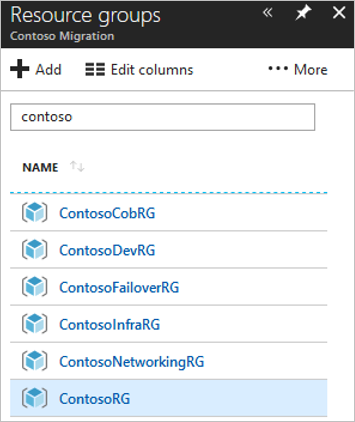 Resource groups
Contoso Migration
Add Edit columns ••• More
contoso
NAME
ContosoCobRG
ContosoDevRG
ContosoFailoverRG
ContosoInfraRG
ContosoNetworkingRG
ContosoRG